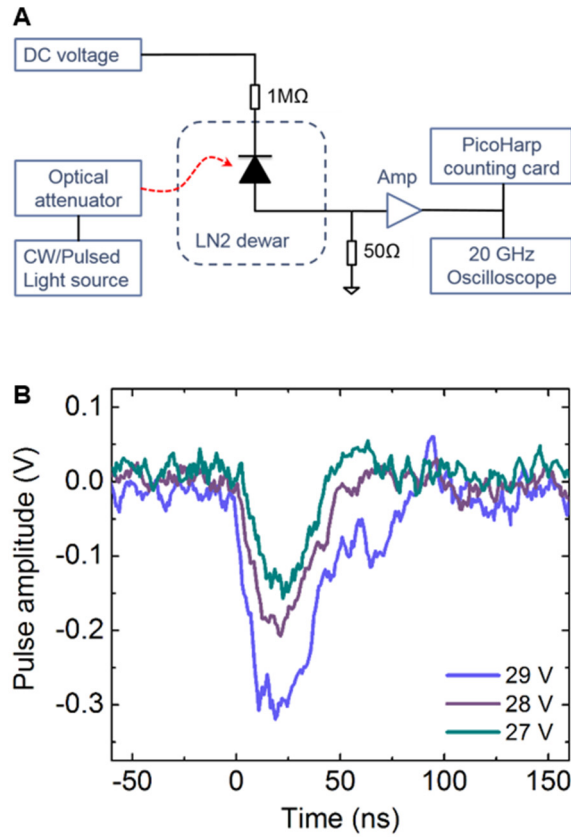 A
DC voltage
1MΩ
Optical
attenuator
LN2 dewar
CW/Pulsed
Light source
Amp
50Ω
PicoHarp
counting card
20 GHz
Oscilloscope
B
0.1
0.0
-0.1
-0.2
-0.3
Pulse amplitude (V)
29 V
28 V
27 V
-50
0
50
100
150
Time (ns)